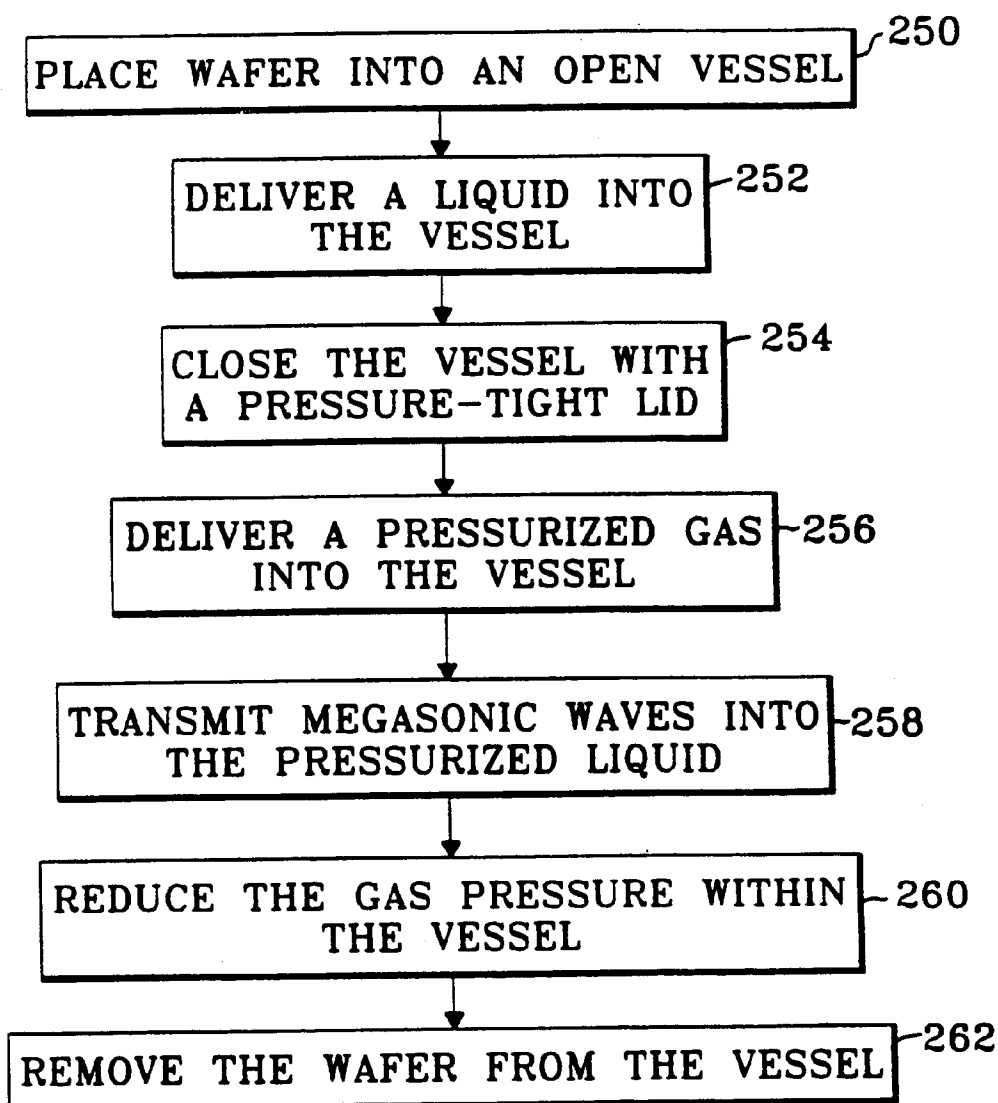 PLACE WAFER INTO AN OPEN VESSEL
250
DELIVER A LIQUID INTO
THE VESSEL
252
CLOSE THE VESSEL WITH
A PRESSURE-TIGHT LID
254
DELIVER A PRESSURIZED GAS
INTO THE VESSEL
256
TRANSMIT MEGASONIC WAVES INTO
THE PRESSURIZED LIQUID
258
REDUCE THE GAS PRESSURE WITHIN
THE VESSEL
260
REMOVE THE WAFER FROM THE VESSEL
262